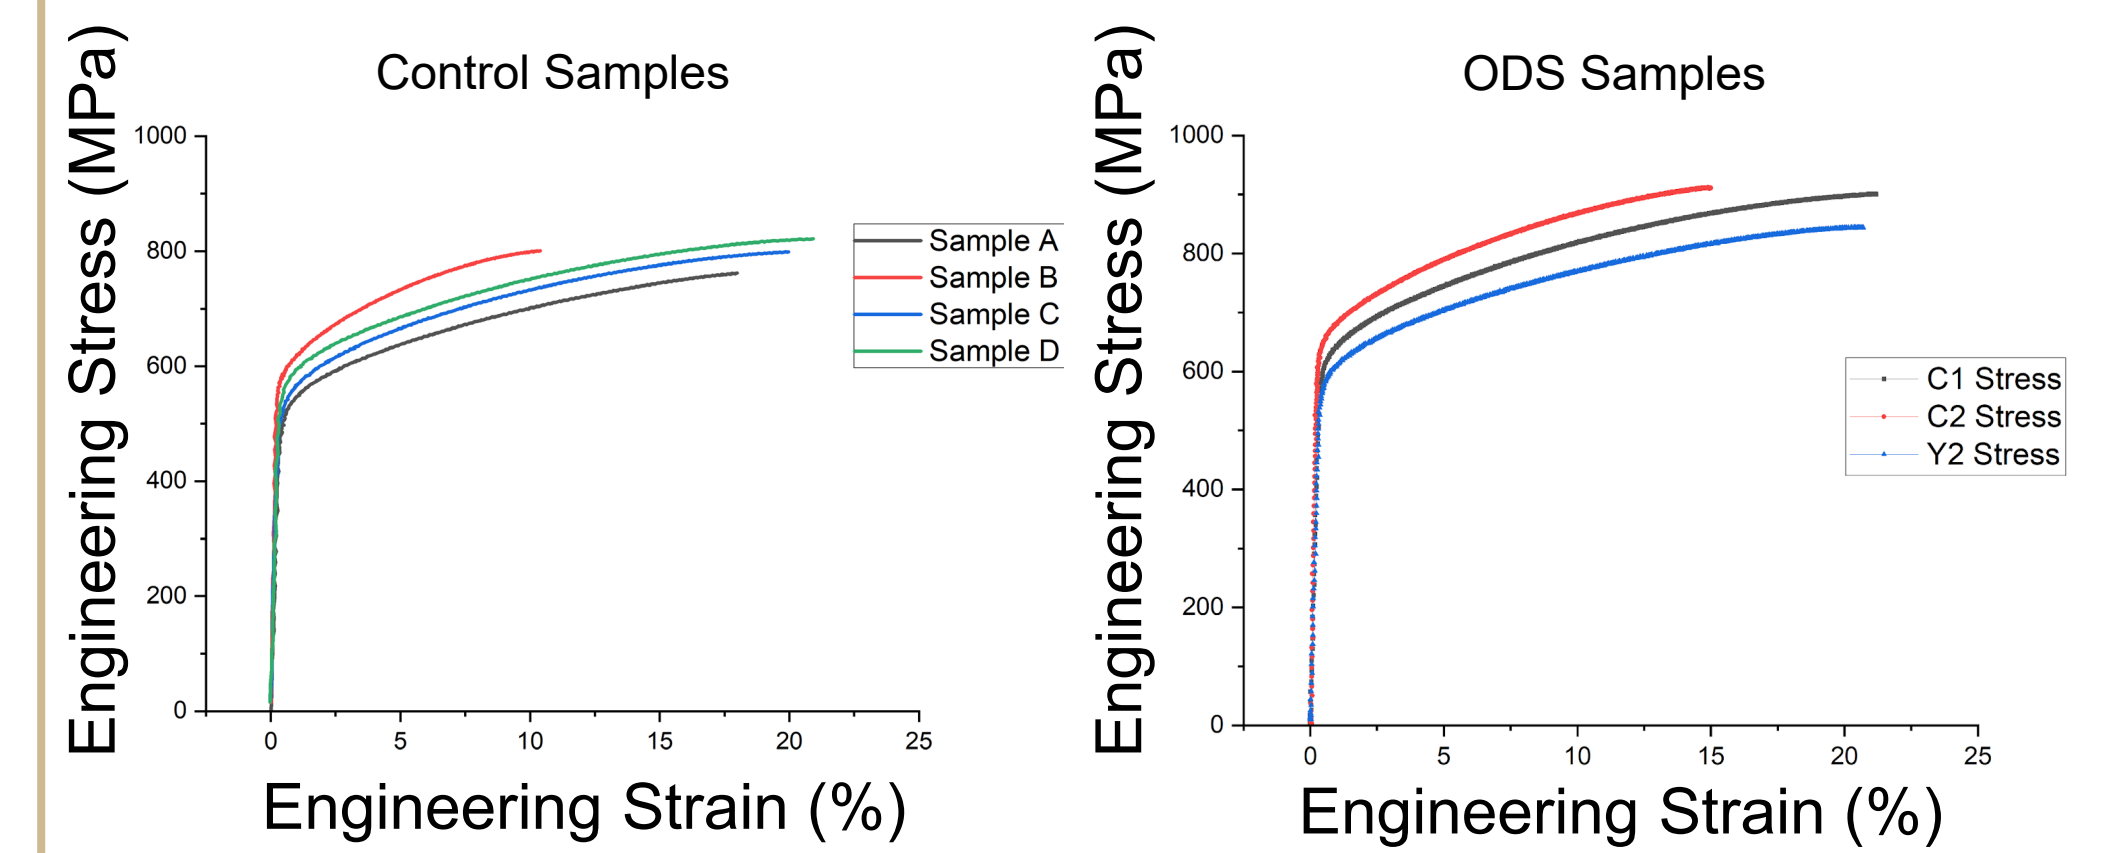 Control Samples
Engineering Stress (MPa)
1000
800
600
400
200
0
0 5 10 15 20 25
Engineering Strain (%)
Sample A
Sample B
Sample C
Sample D
ODS Samples
Engineering Stress (MPa)
1000
800
600
400
200
0
0 5 10 15 20 25
Engineering Strain (%)
C1 Stress
C2 Stress
Y2 Stress